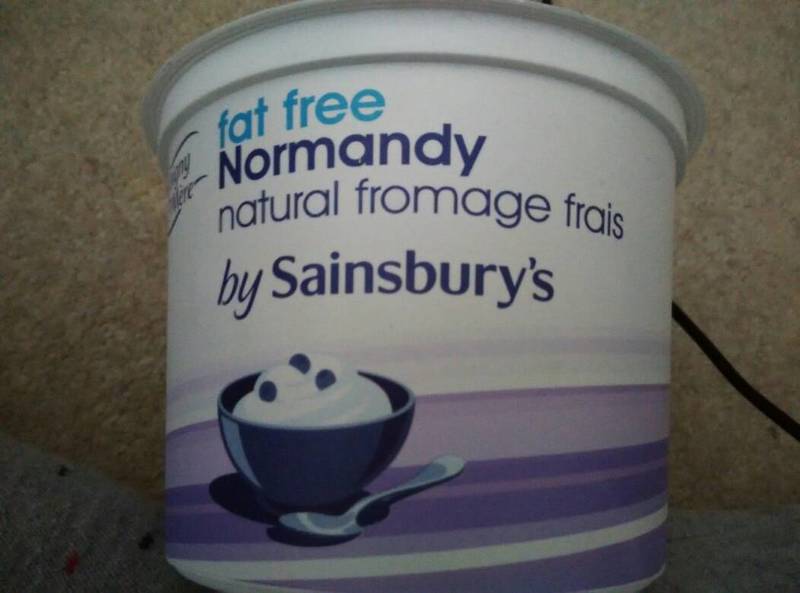 fat free
Normandy
natural fromage frais
by Sainsbury's